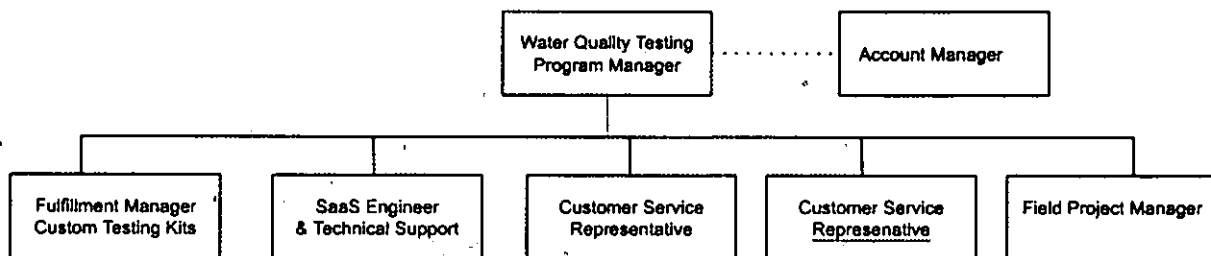 Water Quality Testing
Program Manager
Account Manager
Fulfillment Manager
Custom Testing Kits
SaaS Engineer
& Technical Support
Customer Service
Representative
Customer Service
Represenative
Field Project Manager